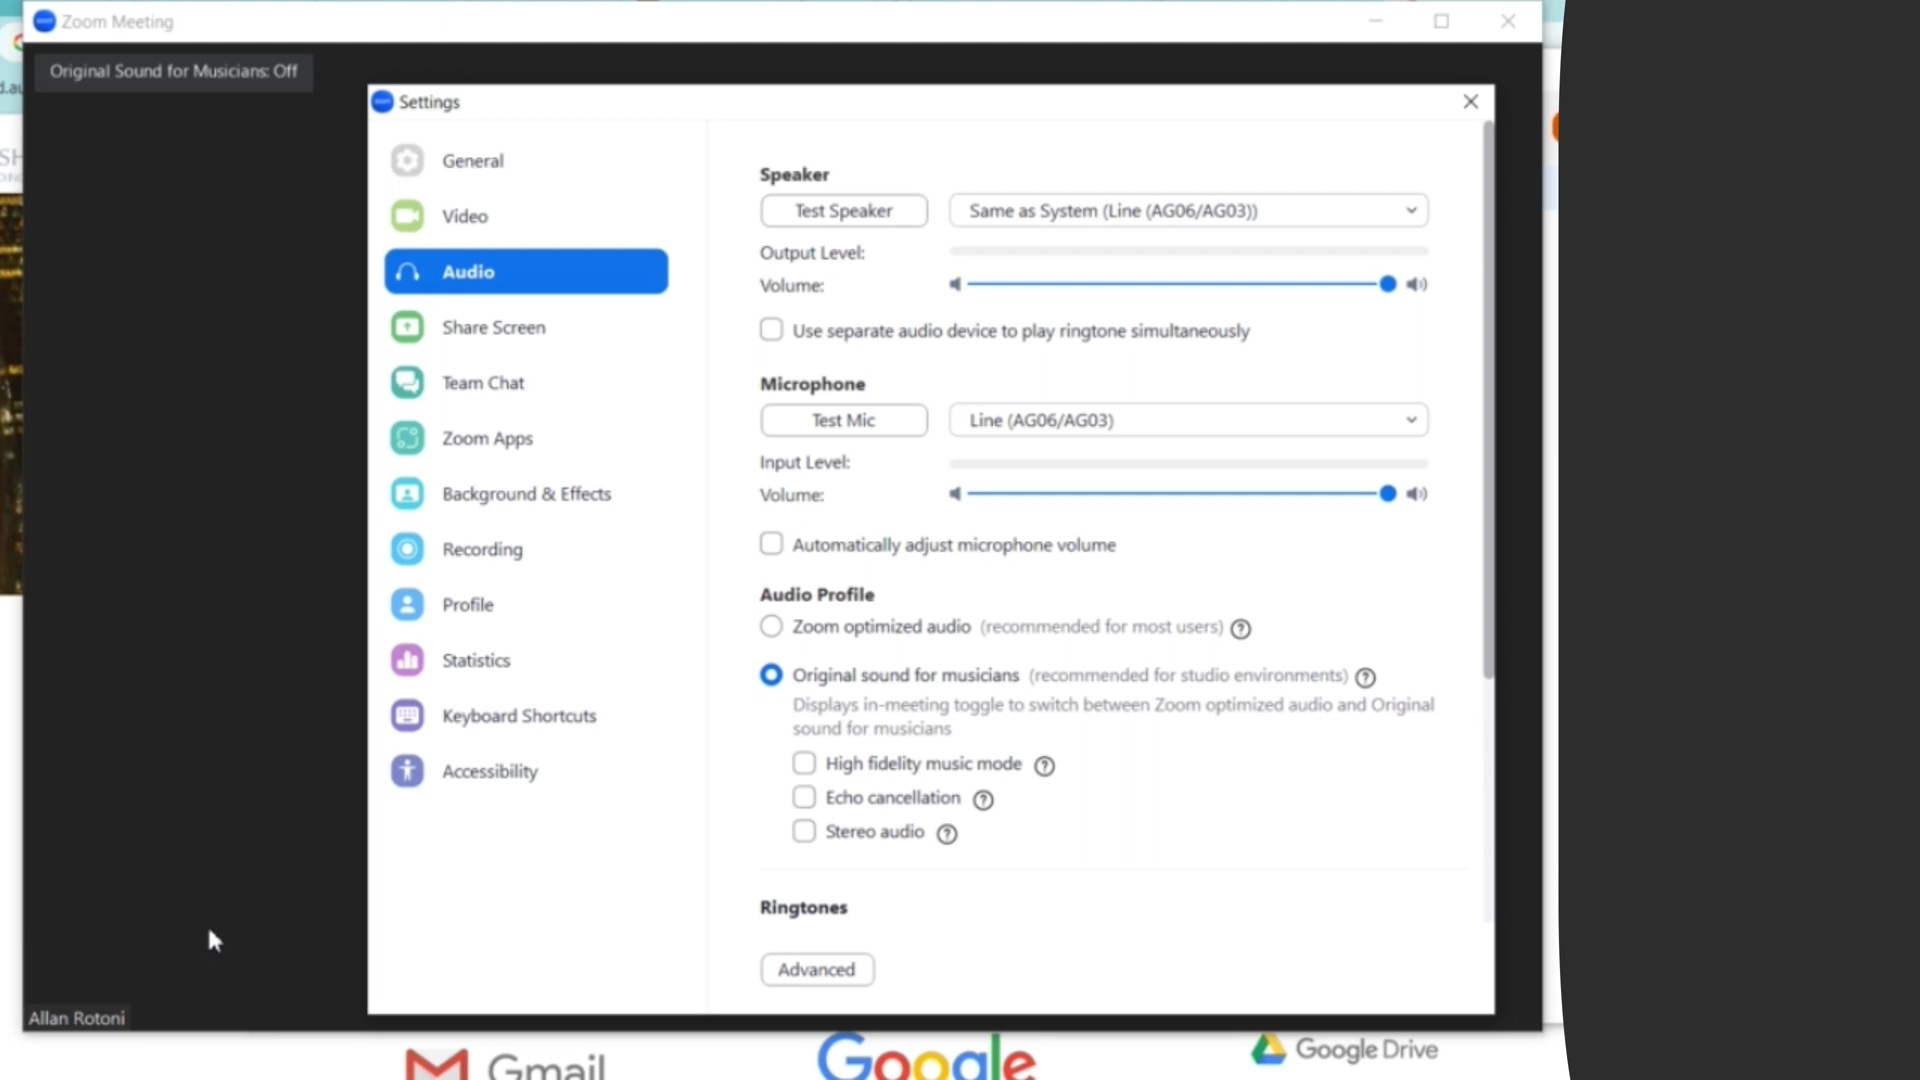 Zoom Meeting
Original Sound for Musicians: Off
Settings
General
Video
Audio
Share Screen
Team Chat
Zoom Apps
Background & Effects
Recording
Profile
Statistics
Keyboard Shortcuts
Accessibility
Speaker
Test Speaker
Same as System (Line (AG06/AG03))
Output Level:
Volume:
Use separate audio device to play ringtone simultaneously
Microphone
Test Mic
Line (AG06/AG03)
Input Level:
Volume:
Automatically adjust microphone volume
Audio Profile
Zoom optimized audio (recommended for most users)
Original sound for musicians (recommended for studio environments)
Displays in-meeting toggle to switch between Zoom optimized audio and Original
sound for musicians
High fidelity music mode
Echo cancellation
Stereo audio
Ringtones
Advanced
Allan Rotoni
Gmail
Google
Google Drive